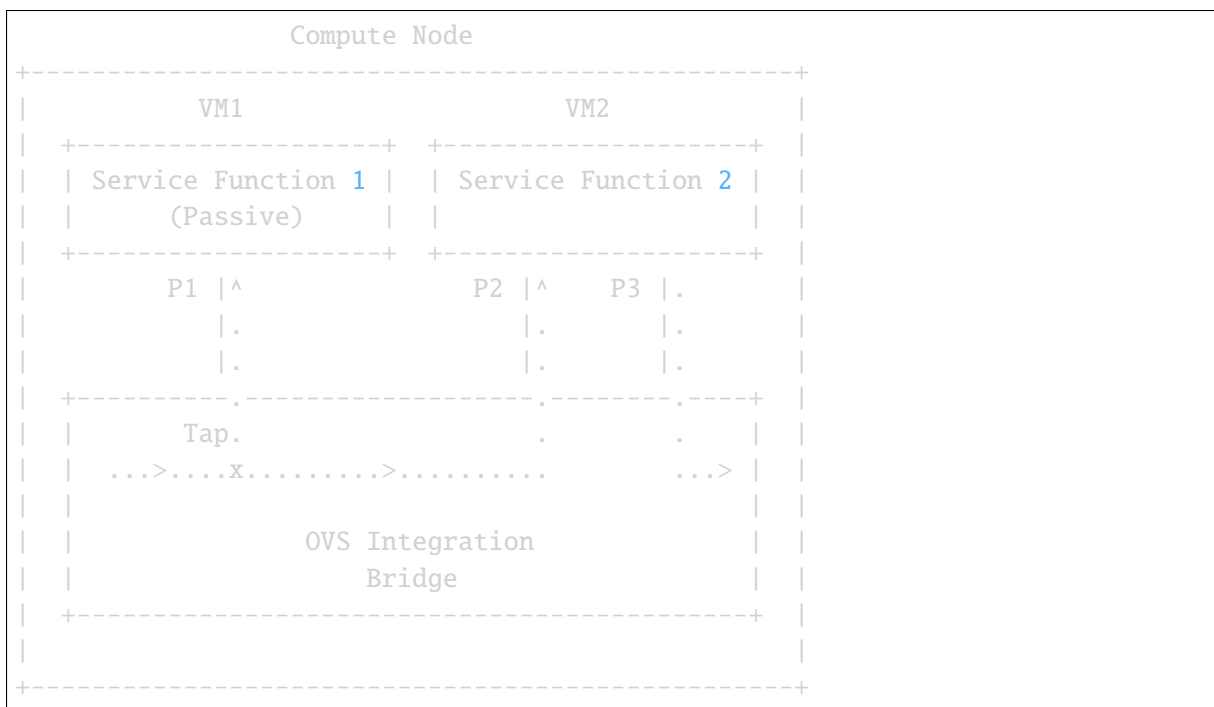 Compute Node
+--------------------------------------------------+
|           VM1                     VM2            |
|  +--------------------+  +--------------------+  |
|  | Service Function 1 |  | Service Function 2 |  |
|  |      (Passive)     |  |                    |  |
|  +--------------------+  +--------------------+  |
|         P1 |^               P2 |^    P3 |.       |
|            |.                  |.       |.       |
|            |.                  |.       |.       |
|  +----------.-------------------.--------.----+  |
|  |       Tap.                   .        .    |  |
|  |  ...>....x.........>..........        ...> |  |
|  |                                            |  |
|  |               OVS Integration              |  |
|  |                   Bridge                   |  |
|  +--------------------------------------------+  |
|                                                  |
+--------------------------------------------------+